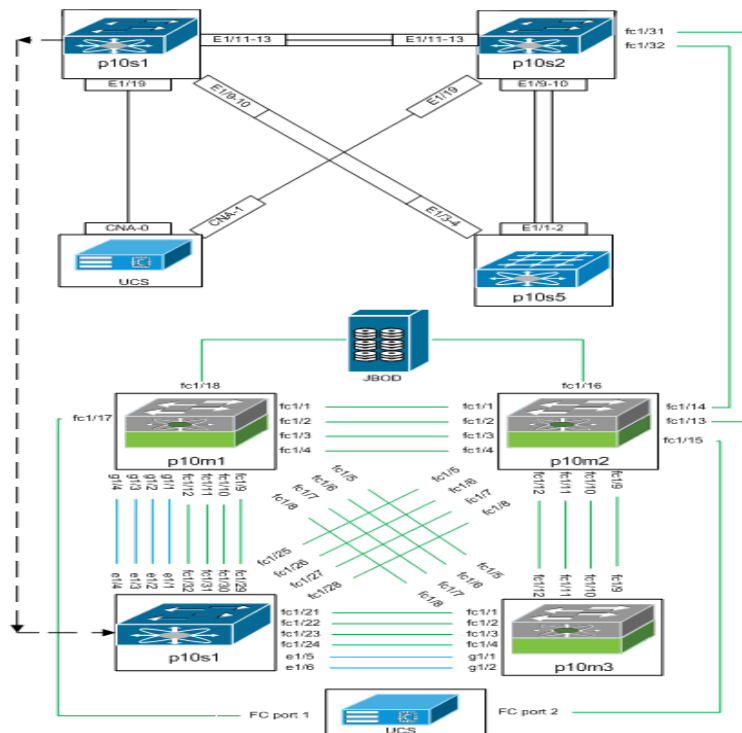 p10s1
E1/11-13
E1/11-13
p10s2
fc1/31
fc1/32
E1/19
E1/9-10
E1/19
E1/9-10
CNA-0
CNA-1
E1/3-4
E1/1-2
UCS
p10s5
JBOD
fc1/18
fc1/16
fc1/17
fc1/1
fc1/2
fc1/3
fc1/4
fc1/1
fc1/2
fc1/3
fc1/4
fc1/14
fc1/13
fc1/15
p10m1
p10m2
g1/4
g1/3
g1/2
g1/1
fc1/12
fc1/11
fc1/10
fc1/9
fc1/5
fc1/6
fc1/7
fc1/8
fc1/5
fc1/6
fc1/7
fc1/8
fc1/12
fc1/11
fc1/10
fc1/9
e1/4
e1/3
e1/2
e1/1
fc1/32
fc1/31
fc1/30
fc1/29
fc1/25
fc1/26
fc1/27
fc1/28
fc1/5
fc1/6
fc1/7
fc1/8
fc1/12
fc1/11
fc1/10
fc1/9
fc1/21
fc1/22
fc1/23
fc1/24
e1/5
e1/6
fc1/1
fc1/2
fc1/3
fc1/4
g1/1
g1/2
p10s1
p10m3
FC port 1
FC port 2
UCS